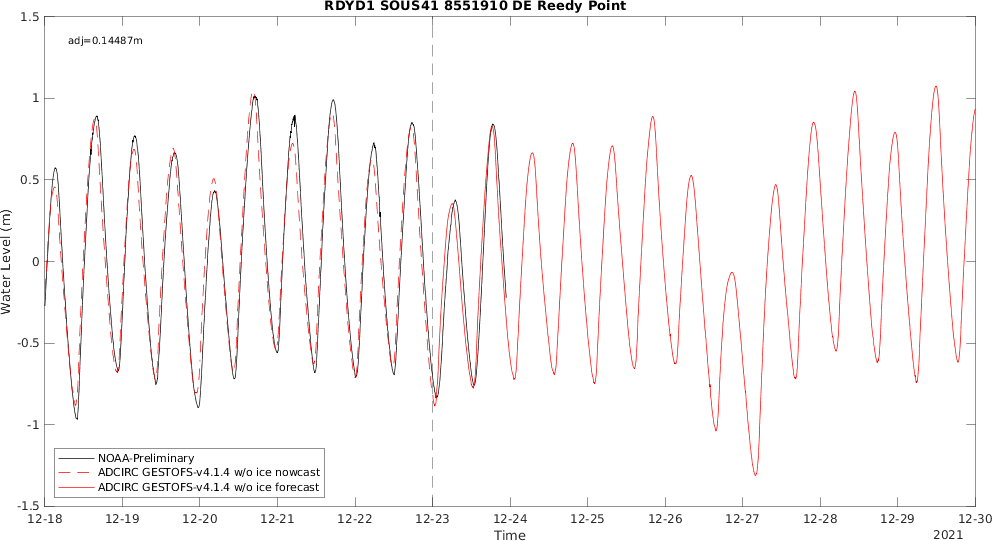 RDYD1 SOUS41 8551910 DE Reedy Point
adj=0.14487m
Water Level (m)
1.5
1
0.5
0
-0.5
-1
-1.5
NOAA-Preliminary
ADCIRC GESTOFS-v4.1.4 w/o ice nowcast
ADCIRC GESTOFS-v4.1.4 w/o ice forecast
12-18 12-19 12-20 12-21 12-22 12-23 12-24 12-25 12-26 12-27 12-28 12-29 12-30
Time
2021